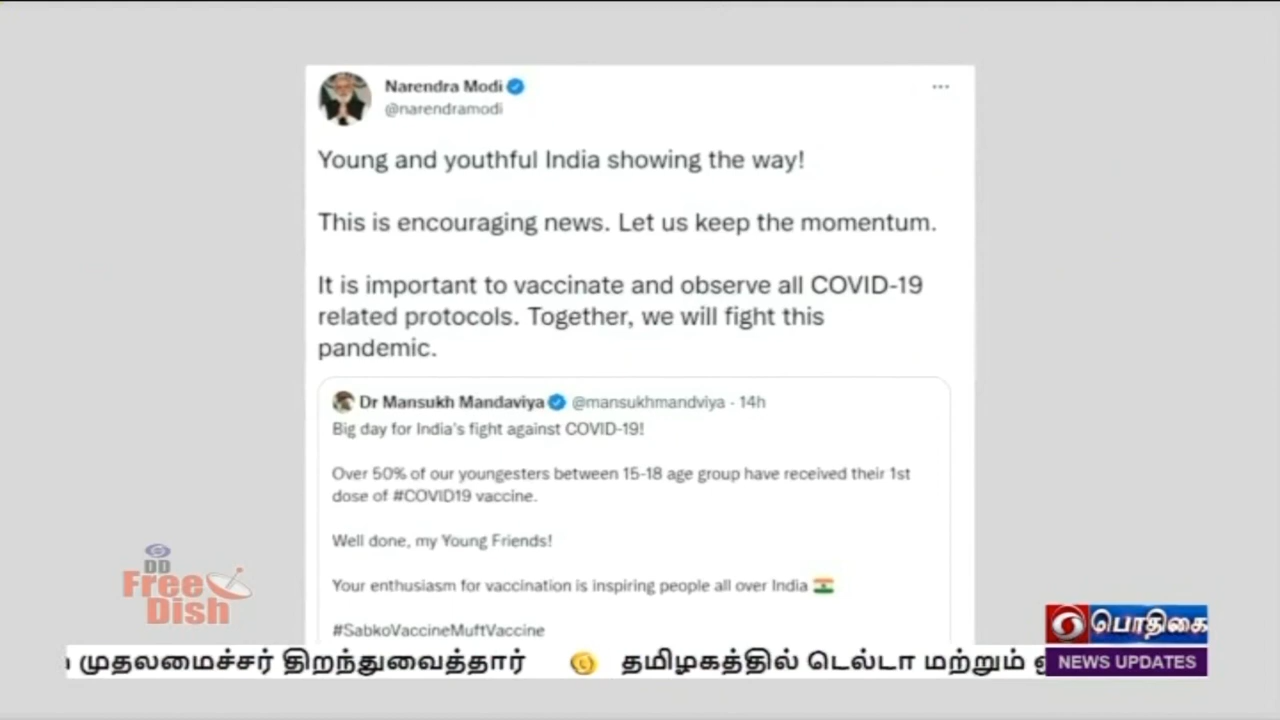 Narendra Modi
@narendramodi
Young and youthful India showing the way!
This is encouraging news. Let us keep the momentum.
It is important to vaccinate and observe all COVID-19
related protocols. Together, we will fight this
pandemic.
Dr Mansukh Mandaviya @mansukhmandviya - 14h
Big day for India's fight against COVID-19!
Over 50% of our youngesters between 15-18 age group have received their 1st
dose of #COVID19 vaccine.
Well done, my Young Friends!
Your enthusiasm for vaccination is inspiring people all over India
#SabkoVaccineMuftVaccine
DD
Free
Dish
பொதிகை
NEWS UPDATES
முதலமைச்சர் திறந்துவைத்தார் தமிழகத்தில் டெல்டா மற்றும்